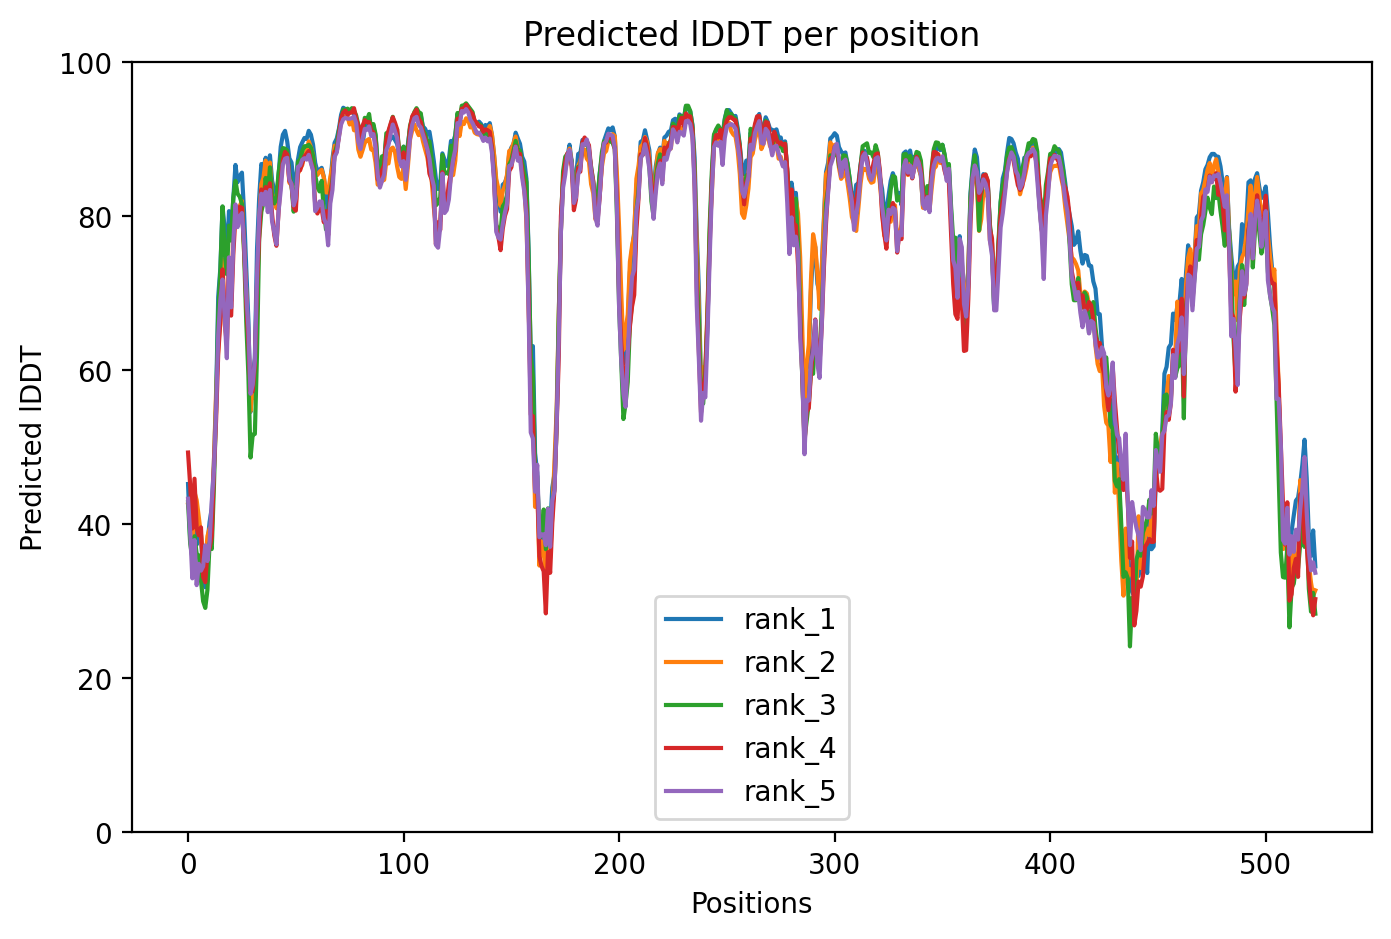 Predicted lDDT per position
Predicted lDDT
100
80
60
40
20
0
rank_1
rank_2
rank_3
rank_4
rank_5
0 100 200 300 400 500
Positions